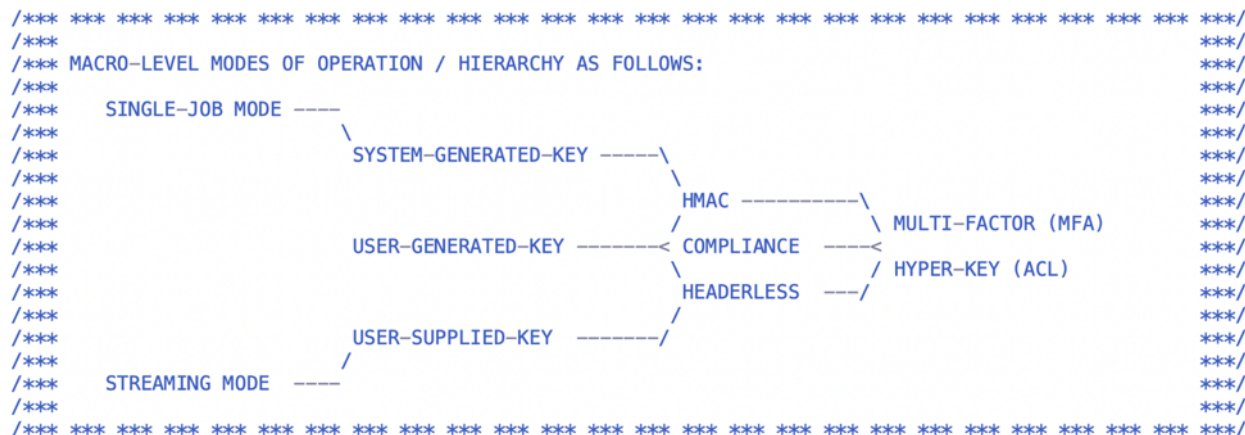 /*** *** *** *** *** *** *** *** *** *** *** *** *** *** *** *** *** *** *** *** *** *** *** *** *** ***/
/*** ***/
/*** MACRO-LEVEL MODES OF OPERATION / HIERARCHY AS FOLLOWS: ***/
/*** ***/
/*** SINGLE-JOB MODE ---- ***/
/*** \ ***/
/*** SYSTEM-GENERATED-KEY -----\ ***/
/*** \ ***/
/*** HMAC ----------\ ***/
/*** / \ MULTI-FACTOR (MFA) ***/
/*** USER-GENERATED-KEY -------< COMPLIANCE ----< ***/
/*** \ / HYPER-KEY (ACL) ***/
/*** HEADERLESS ---/ ***/
/*** / ***/
/*** USER-SUPPLIED-KEY -------/ ***/
/*** / ***/
/*** STREAMING MODE ---- ***/
/*** ***/
/*** *** *** *** *** *** *** *** *** *** *** *** *** *** *** *** *** *** *** *** *** *** *** *** *** ***/